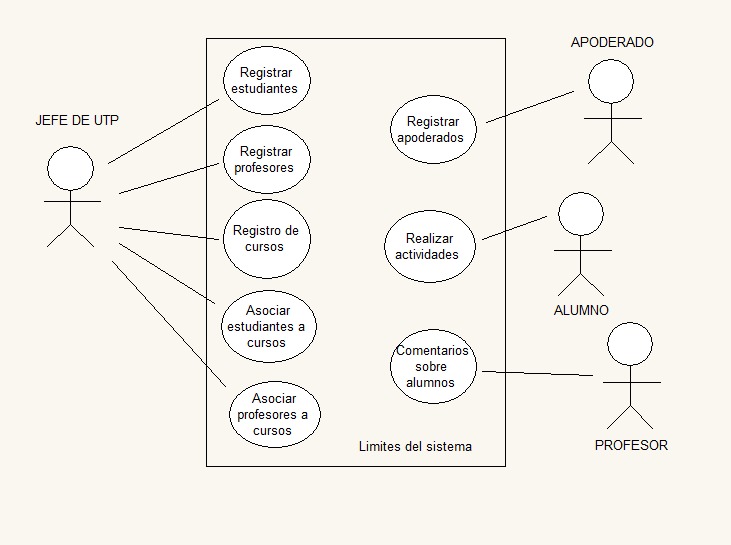 JEFE DE UTP
Registrar
estudiantes
Registrar
profesores
Registro de
cursos
Asociar
estudiantes a
cursos
Asociar
profesores a
cursos
Registrar
apoderados
Realizar
actividades
Comentarios
sobre
alumnos
Limites del sistema
APODERADO
ALUMNO
PROFESOR